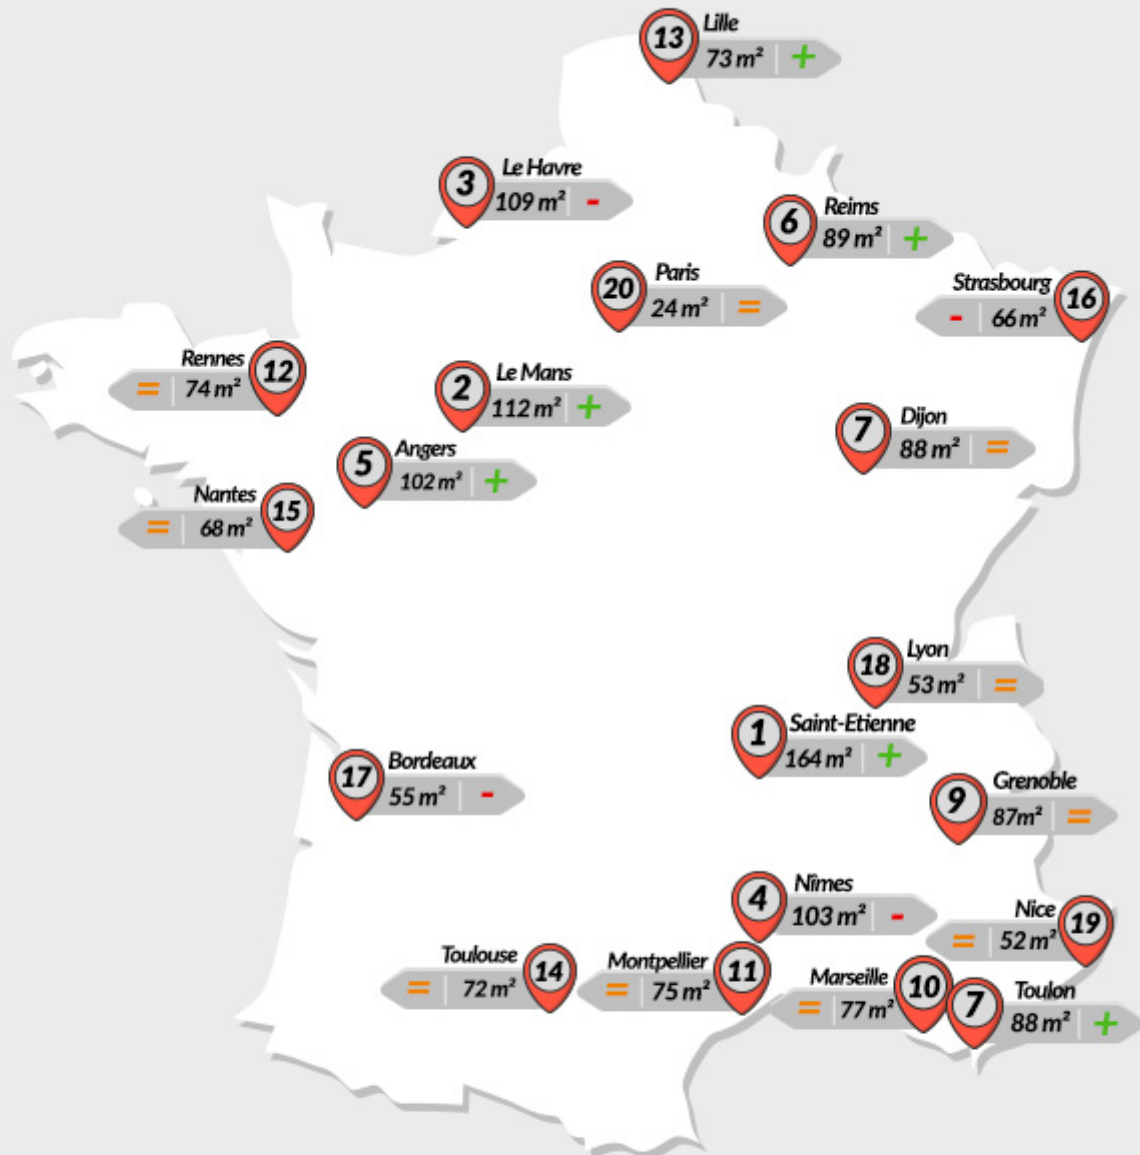 Lille
13
73 m² | +
Le Havre
3
109 m² | -
Reims
6
89 m² | +
Paris
20
24 m² | =
Strasbourg
16
- | 66 m²
Rennes
12
= | 74 m²
Le Mans
2
112 m² | +
Dijon
7
88 m² | =
Angers
5
102 m² | +
Nantes
15
= | 68 m²
Lyon
18
53 m² | =
Saint-Etienne
1
164 m² | +
Bordeaux
17
55 m² | -
Grenoble
9
87m² | =
Nîmes
4
103 m² | -
Nice
19
= | 52 m²
Toulouse
14
= | 72 m²
Montpellier
11
= | 75 m²
Marseille
10
= | 77 m²
Toulon
7
88 m² | +